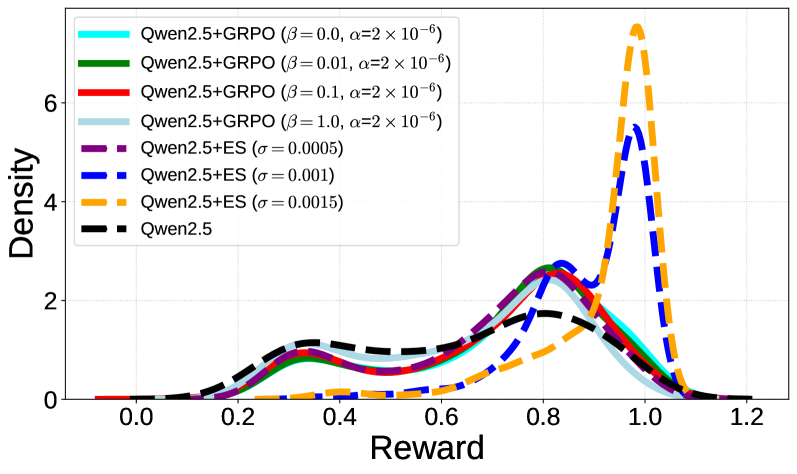 Qwen2.5+GRPO (β = 0.0, α=2 × 10⁻⁶)
Qwen2.5+GRPO (β = 0.01, α=2 × 10⁻⁶)
Qwen2.5+GRPO (β = 0.1, α=2 × 10⁻⁶)
Qwen2.5+GRPO (β = 1.0, α=2 × 10⁻⁶)
Qwen2.5+ES (σ = 0.0005)
Qwen2.5+ES (σ = 0.001)
Qwen2.5+ES (σ = 0.0015)
Qwen2.5
Density
6
4
2
0
0.0 0.2 0.4 0.6 0.8 1.0 1.2
Reward